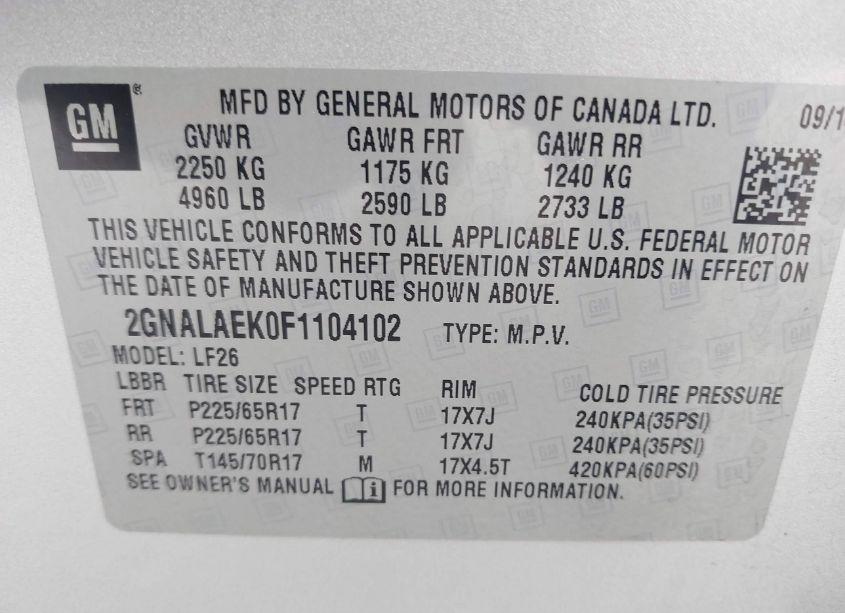 GM ®
MFD BY GENERAL MOTORS OF CANADA LTD. 09/1
GVWR GAWR FRT GAWR RR
2250 KG 1175 KG 1240 KG
4960 LB 2590 LB 2733 LB
THIS VEHICLE CONFORMS TO ALL APPLICABLE U.S. FEDERAL MOTOR
VEHICLE SAFETY AND THEFT PREVENTION STANDARDS IN EFFECT ON
THE DATE OF MANUFACTURE SHOWN ABOVE.
2GNALAEK0F1104102 TYPE: M.P.V.
MODEL: LF26
LBBR TIRE SIZE SPEED RTG RIM COLD TIRE PRESSURE
FRT P225/65R17 T 17X7J 240KPA(35PSI)
RR P225/65R17 T 17X7J 240KPA(35PSI)
SPA T145/70R17 M 17X4.5T 420KPA(60PSI)
SEE OWNER'S MANUAL i FOR MORE INFORMATION.